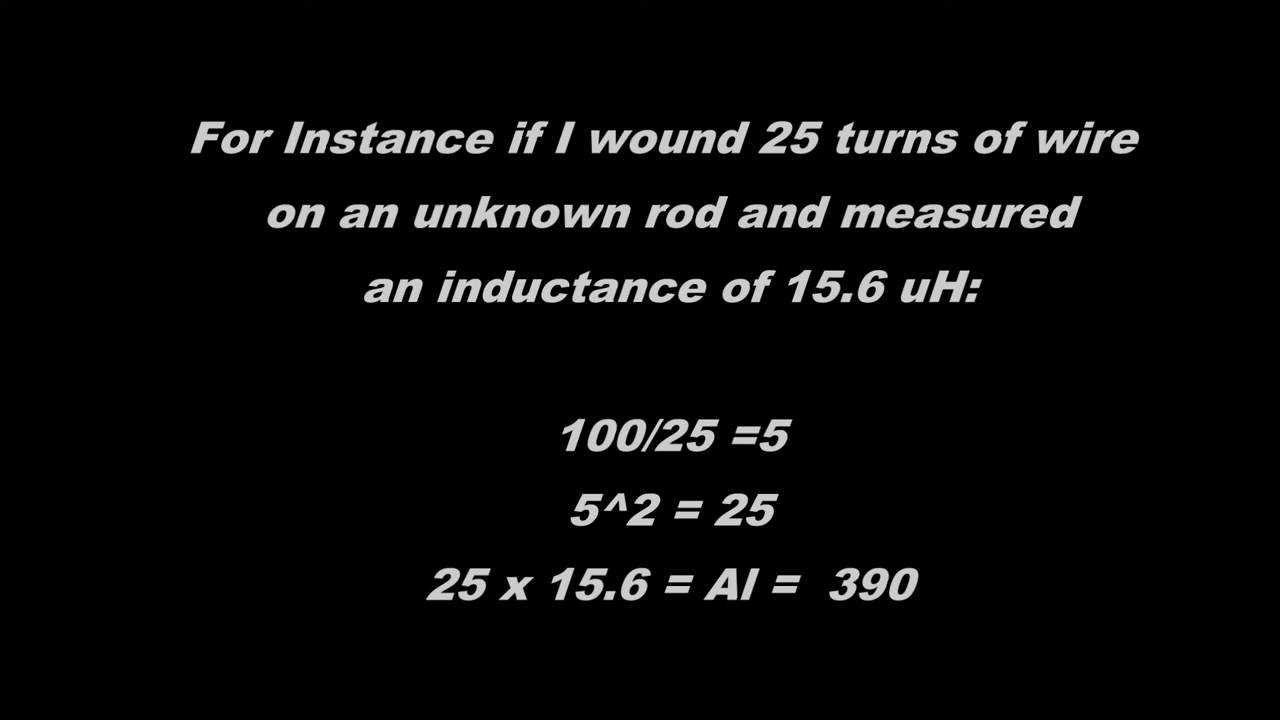 For Instance if I wound 25 turns of wire
on an unknown rod and measured
an inductance of 15.6 uH:
100/25 =5
5^2 = 25
25 x 15.6 = Al = 390